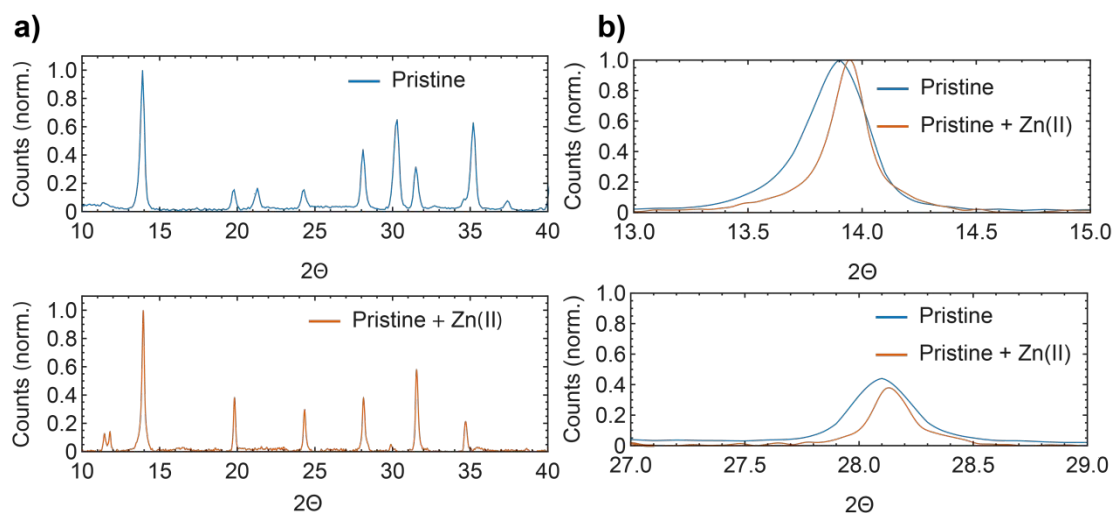 a)
Counts (norm.)
1.0
0.8
0.6
0.4
0.2
0
Pristine
10 15 20 25 30 35 40
2Θ
Counts (norm.)
1.0
0.8
0.6
0.4
0.2
0
Pristine + Zn(II)
10 15 20 25 30 35 40
2Θ
b)
Counts (norm.)
1.0
0.8
0.6
0.4
0.2
0
Pristine
Pristine + Zn(II)
13.0 13.5 14.0 14.5 15.0
2Θ
Counts (norm.)
1.0
0.8
0.6
0.4
0.2
0
Pristine
Pristine + Zn(II)
27.0 27.5 28.0 28.5 29.0
2Θ